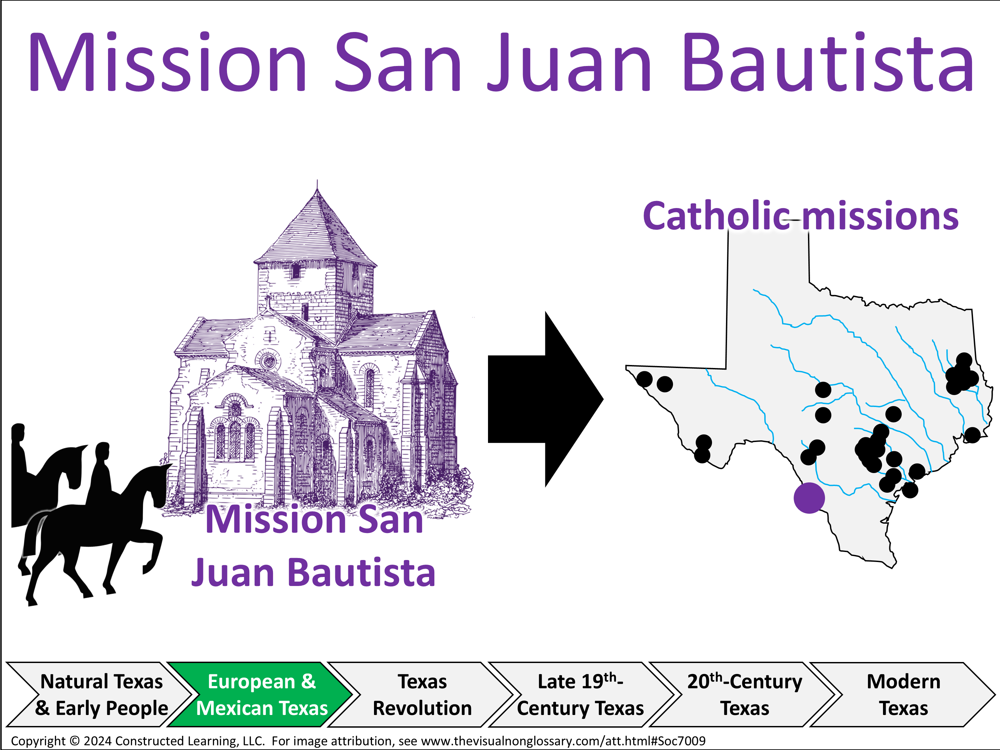 Mission San Juan Bautista
Catholic missions
Mission San
Juan Bautista
Natural Texas
& Early People
European &
Mexican Texas
Texas
Revolution
Late 19th-
Century Texas
20th-Century
Texas
Modern
Texas
Copyright © 2024 Constructed Learning, LLC.  For image attribution, see www.thevisualnonglossary.com/att.html#Soc7009